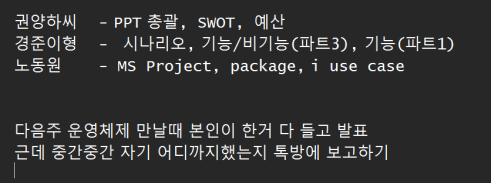 권양하씨 - PPT 총괄, SWOT, 예산
경준이형 - 시나리오, 기능/비기능(파트3), 기능(파트1)
노동원 - MS Project, package, i use case
다음주 운영체제 만날때 본인이 한거 다 들고 발표
근데 중간중간 자기 어디까지했는지 톡방에 보고하기